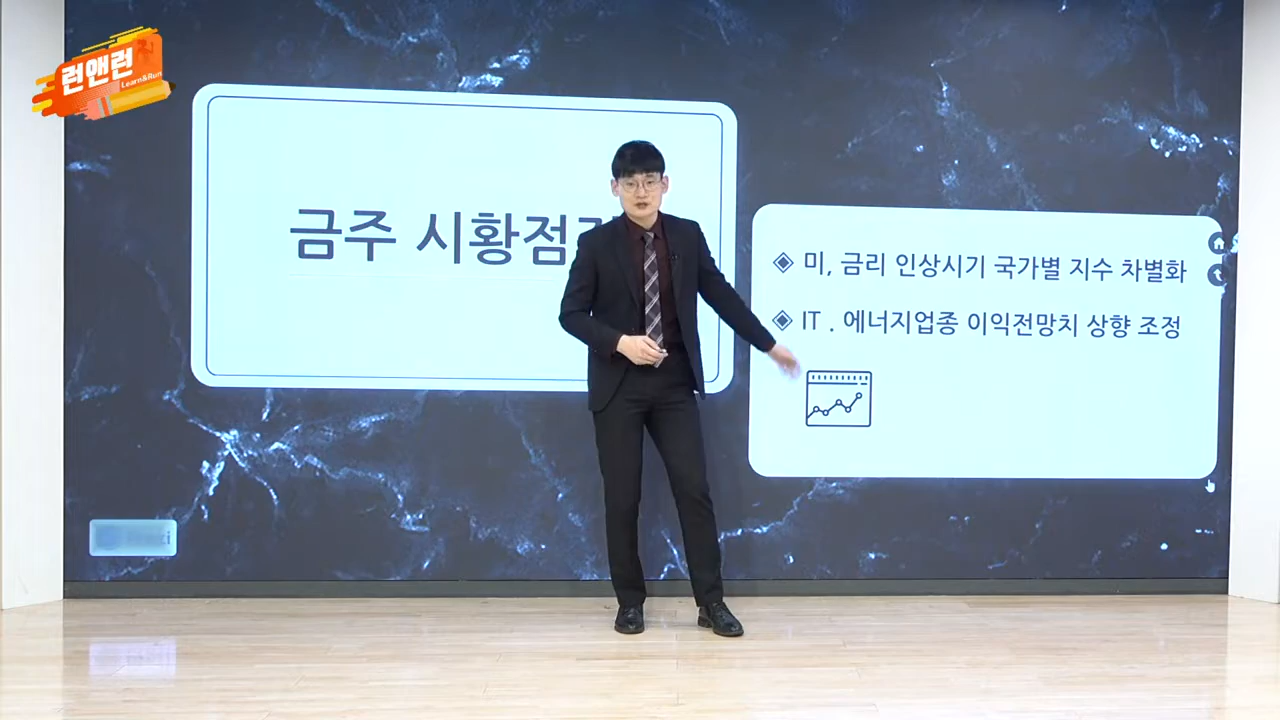 런앤런
Learn&Run
금주 시황점
◈ 미, 금리 인상시기 국가별 지수 차별화
◈ IT . 에너지업종 이익전망치 상향 조정